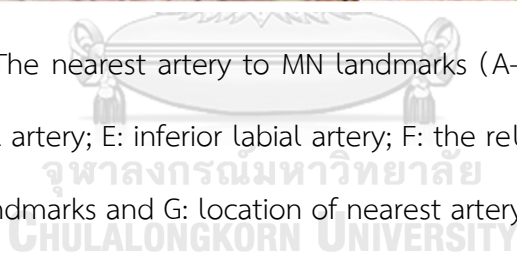 The nearest artery to MN landmarks (A-
artery; E: inferior labial artery; F: the rel
จุฬาลงกรณ์มหาวิทยาลัย
ndmarks and G: location of nearest artery
CHULALONGKORN UNIVERSITY